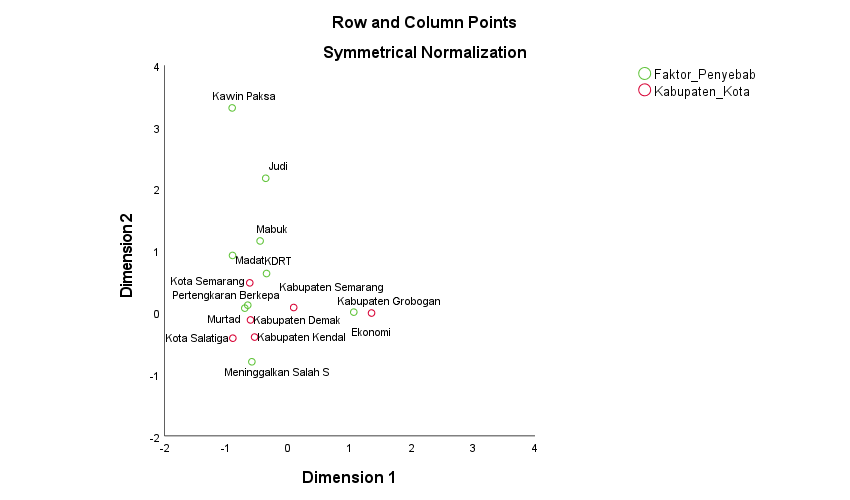 Row and Column Points
Symmetrical Normalization
Faktor_Penyebab
Kabupaten_Kota
Dimension 2
4
3
2
1
0
-1
-2
Kawin Paksa
Judi
Mabuk
Madat
KDRT
Kota Semarang
Kabupaten Semarang
Pertengkaran Berkepa
Kabupaten Grobogan
Murtad
Kabupaten Demak
Ekonomi
Kota Salatiga
Kabupaten Kendal
Meninggalkan Salah S
-2 -1 0 1 2 3 4
Dimension 1